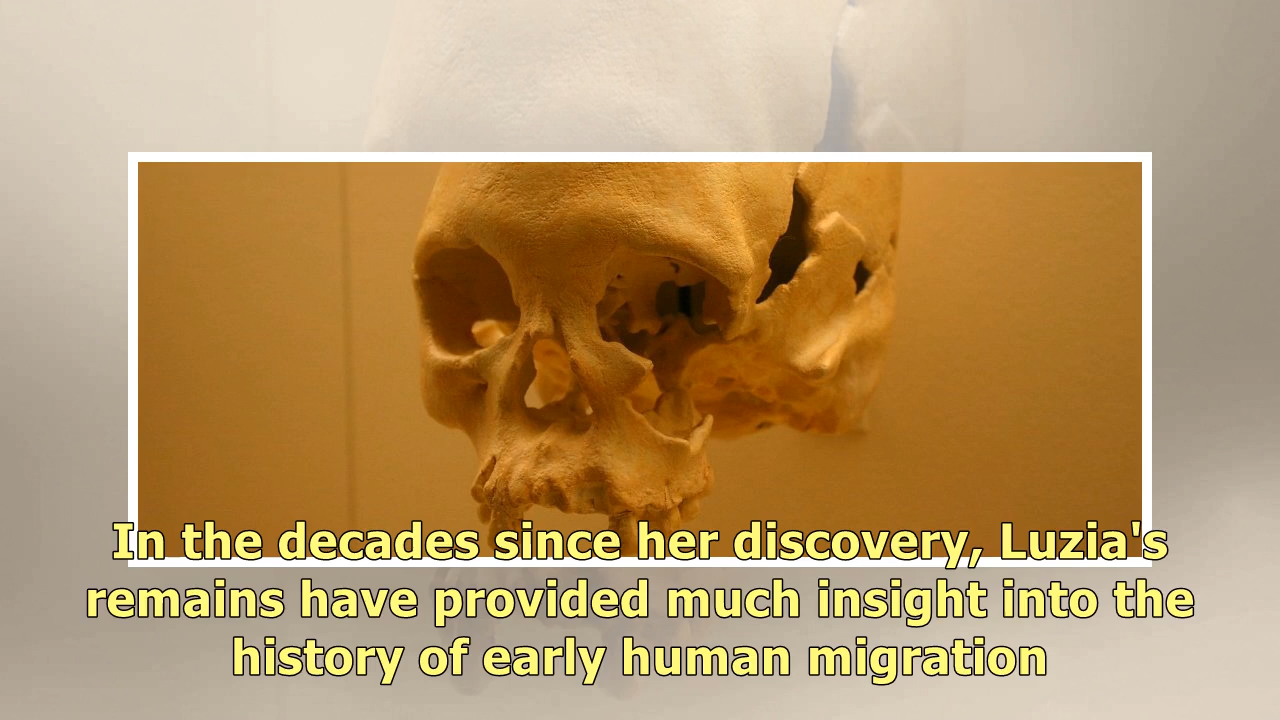 In the decades since her discovery, Luzia's
remains have provided much insight into the
history of early human migration